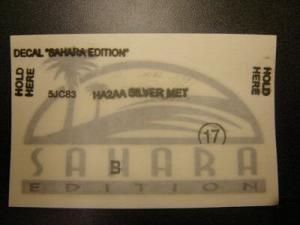 DECAL "SAHARA EDITION"
HOLD HERE
HOLD HERE
5JC83 HA2AA SILVER MET
17
SAHARA
B
EDITION